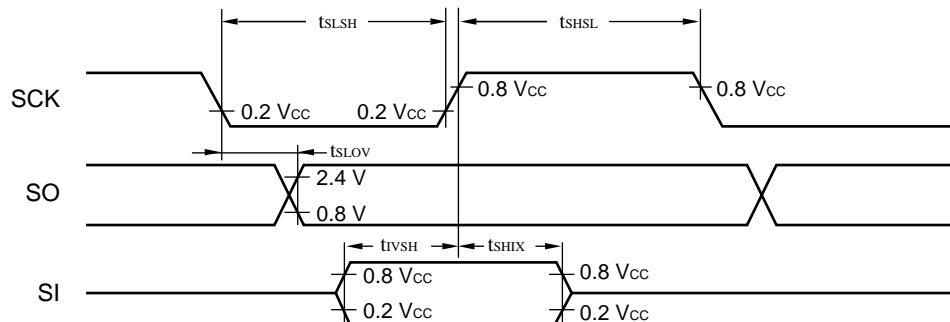 tSLSH tSHSL
SCK
0.2 VCC 0.2 VCC 0.8 VCC 0.8 VCC
tSLOV
SO
2.4 V
0.8 V
tIVSH tSHIX
SI
0.8 VCC 0.8 VCC
0.2 VCC 0.2 VCC